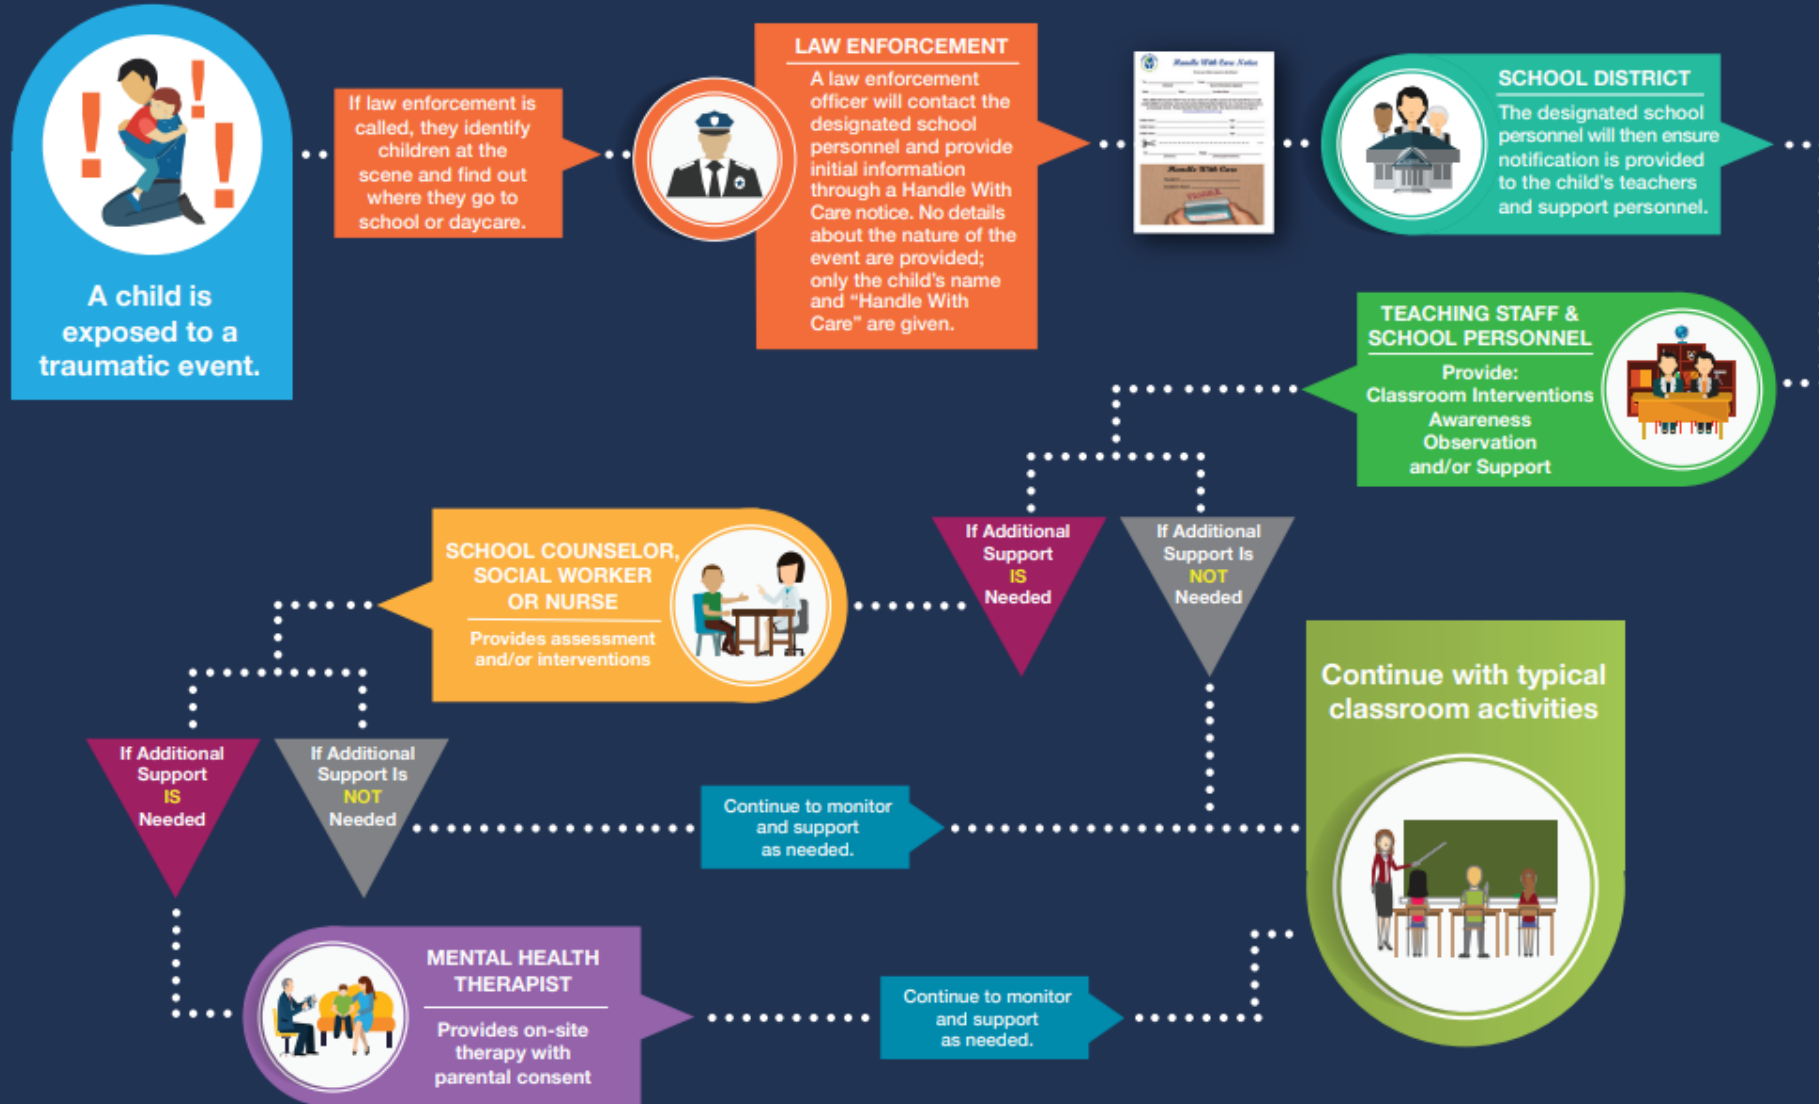 A child is
exposed to a
traumatic event.
If law enforcement is
called, they identify
children at the
scene and find out
where they go to
school or daycare.
LAW ENFORCEMENT
A law enforcement
officer will contact the
designated school
personnel and provide
initial information
through a Handle With
Care notice. No details
about the nature of the
event are provided;
only the child's name
and “Handle With
Care” are given.
Handle With Care Notice
Handle With Care
SCHOOL DISTRICT
The designated school
personnel will then ensure
notification is provided
to the child's teachers
and support personnel.
TEACHING STAFF &
SCHOOL PERSONNEL
Provide:
Classroom Interventions
Awareness
Observation
and/or Support
If Additional
Support
IS
Needed
If Additional
Support Is
NOT
Needed
SCHOOL COUNSELOR,
SOCIAL WORKER
OR NURSE
Provides assessment
and/or interventions
If Additional
Support
IS
Needed
If Additional
Support Is
NOT
Needed
Continue to monitor
and support
as needed.
MENTAL HEALTH
THERAPIST
Provides on-site
therapy with
parental consent
Continue to monitor
and support
as needed.
Continue with typical
classroom activities